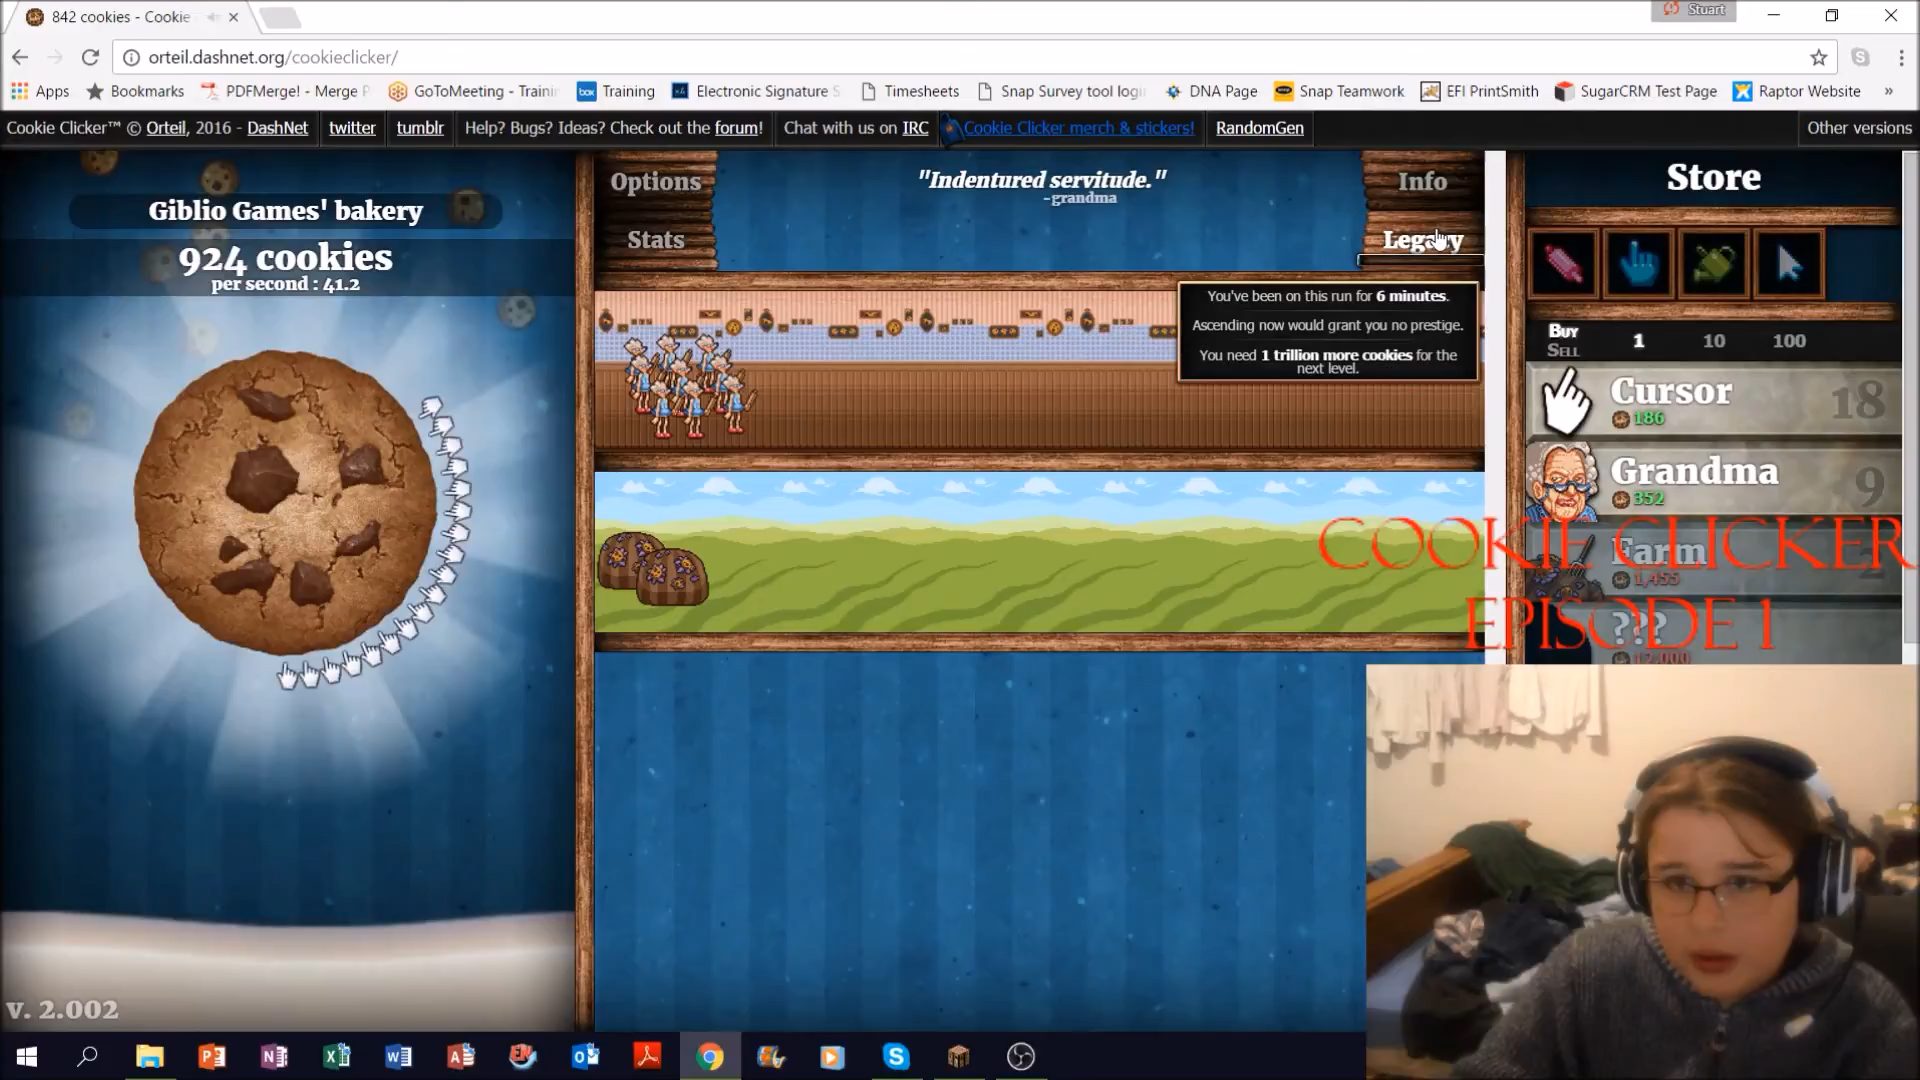 842 cookies - Cookie
Stuart
orteil.dashnet.org/cookieclicker/
Apps
Bookmarks
PDFMerge! - Merge P
GoToMeeting - Trainin
box
Training
Electronic Signature S
Timesheets
Snap Survey tool logi
DNA Page
Snap Teamwork
EFI PrintSmith
SugarCRM Test Page
Raptor Website
»
Cookie Clicker™ © Orteil, 2016 - DashNet
twitter
tumblr
Help? Bugs? Ideas? Check out the forum!
Chat with us on IRC
Cookie Clicker merch & stickers!
RandomGen
Other versions
Giblio Games' bakery
924 cookies
per second : 41.2
v. 2.002
Options
Stats
"Indentured servitude."
-grandma
Info
Legacy
You've been on this run for 6 minutes.
Ascending now would grant you no prestige.
You need 1 trillion more cookies for the
next level.
Store
Buy
Sell
1
10
100
Cursor
186
18
Grandma
352
9
Farm
1,455
2
???
12,000
COOKIE CLICKER
EPISODE 1